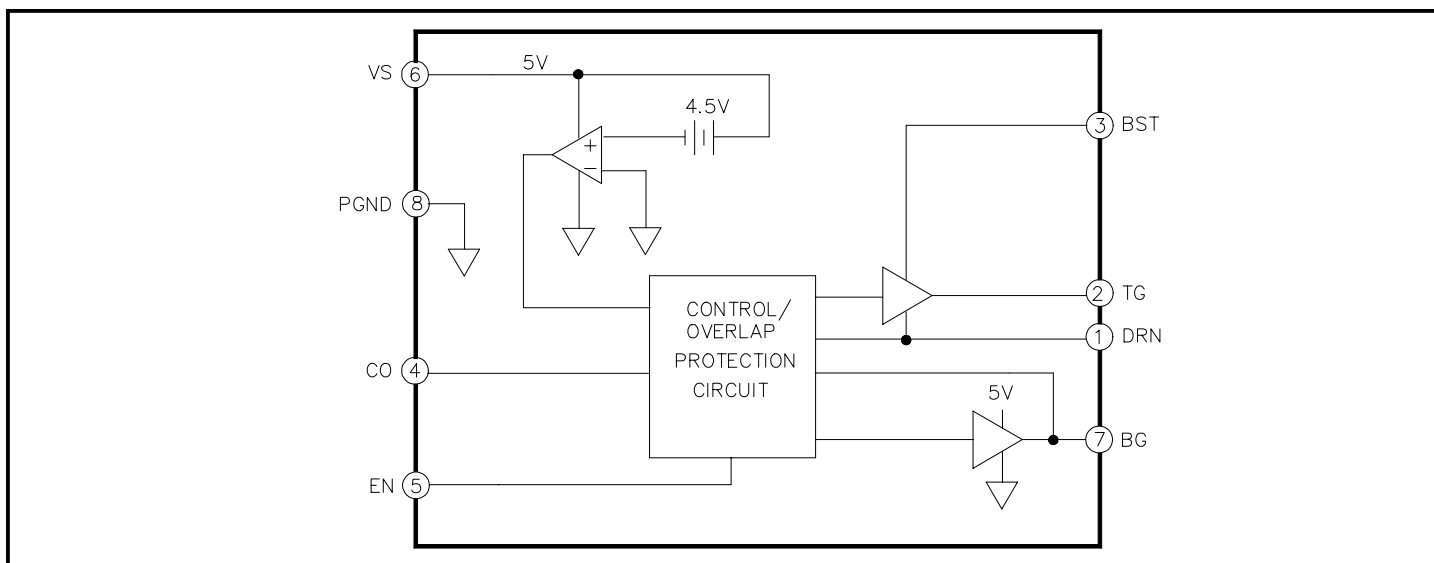 5V
VS 6
4.5V
3 BST
+
−
PGND 8
CONTROL/
OVERLAP
PROTECTION
CIRCUIT
2 TG
1 DRN
CO 4
5V
7 BG
EN 5